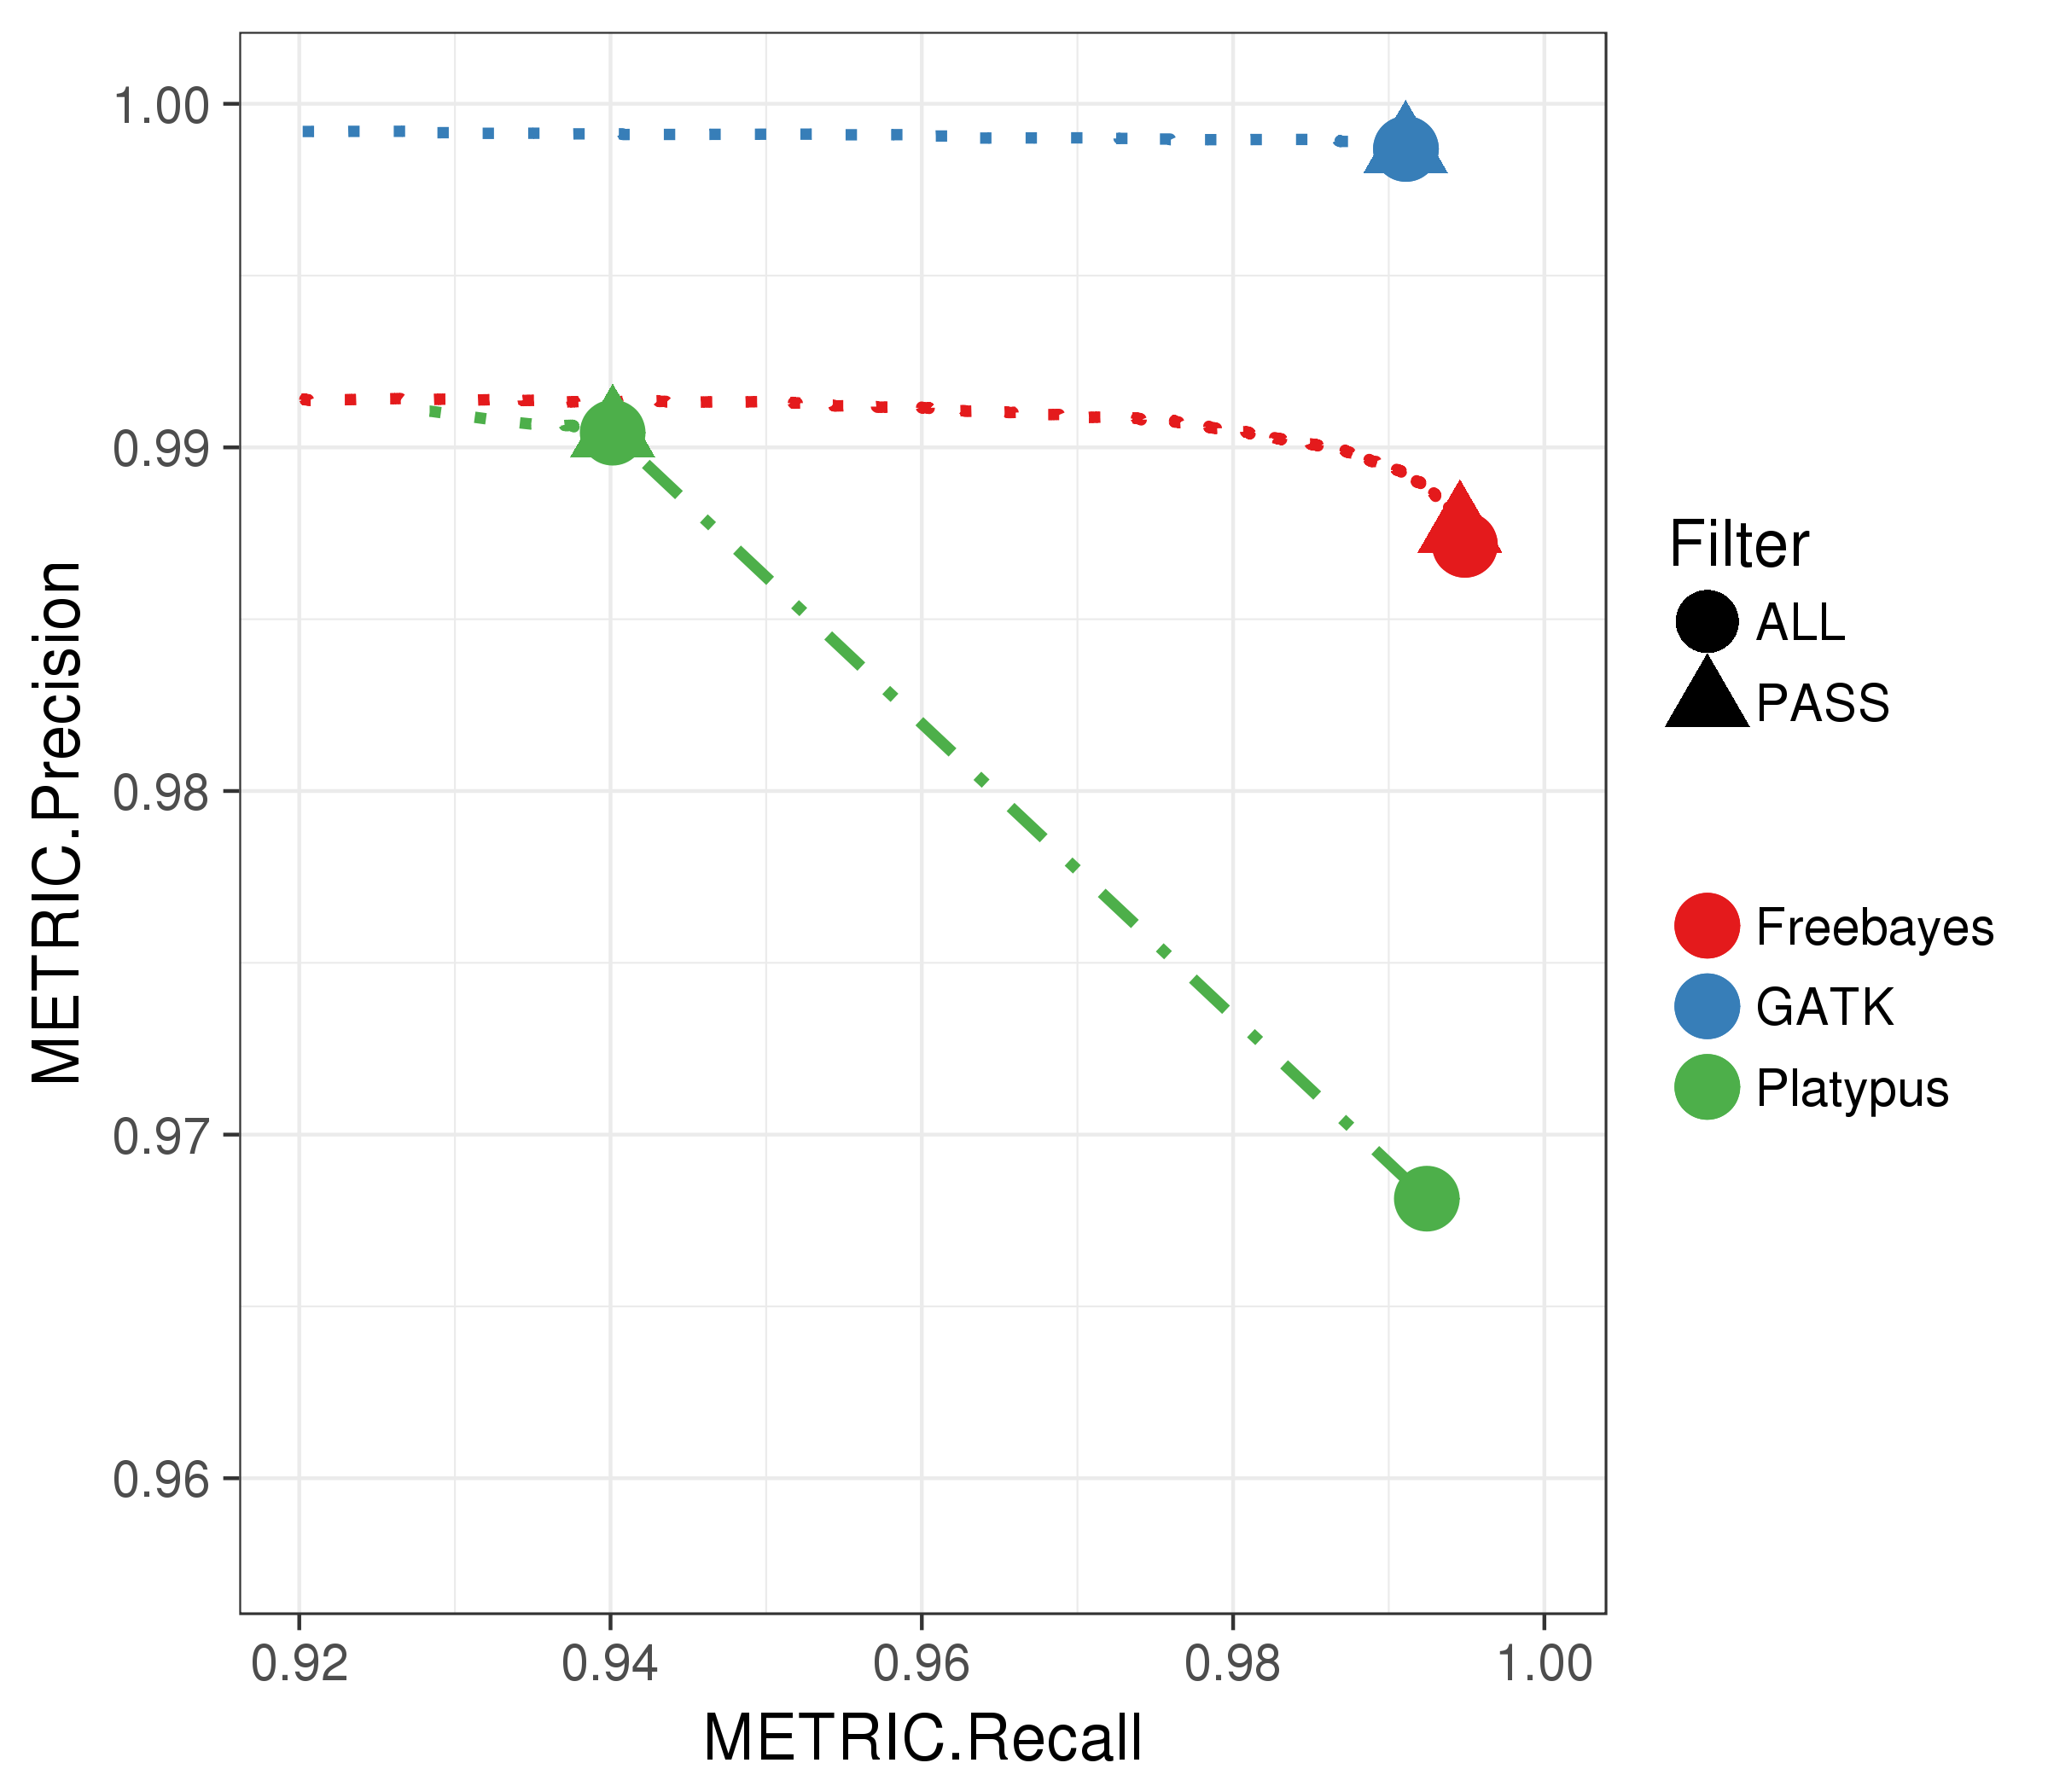 METRIC.Precision
1.00
0.99
0.98
0.97
0.96
0.92
0.94
0.96
0.98
1.00
METRIC.Recall
Filter
ALL
PASS
Freebayes
GATK
Platypus